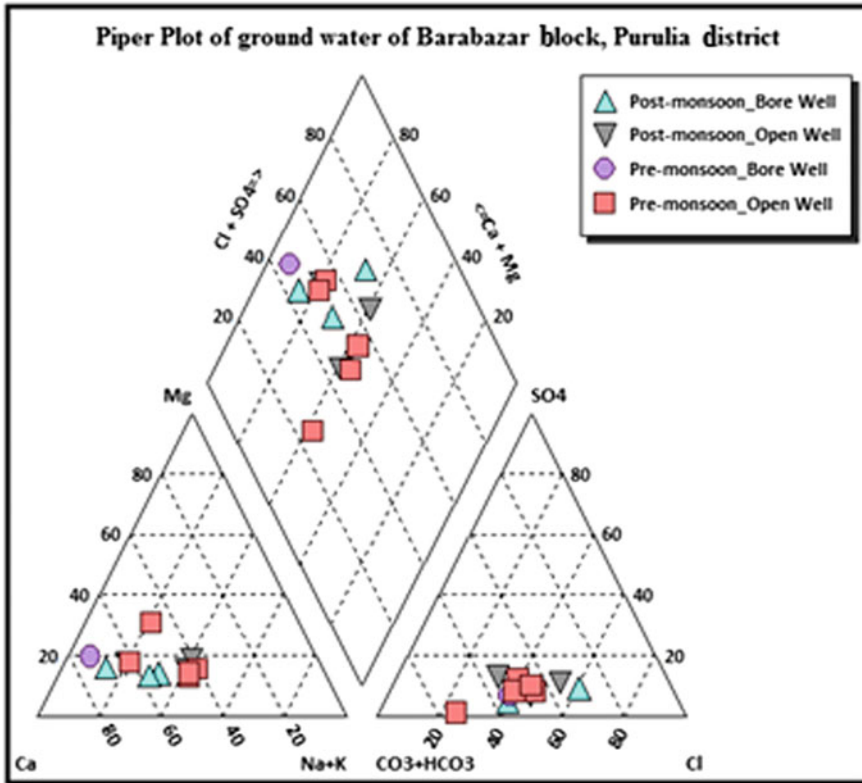 Piper Plot of ground water of Barabazar block, Purulia district
Post-monsoon_Bore Well
Post-monsoon_Open Well
Pre-monsoon_Bore Well
Pre-monsoon_Open Well
80 80
60 60
Cl + SO4=> <=Ca + Mg
40 40
20 20
Mg SO4
80 80
60 60
40 40
20 20
80 60 40 20 20 40 60 80
Ca Na+K CO3+HCO3 Cl